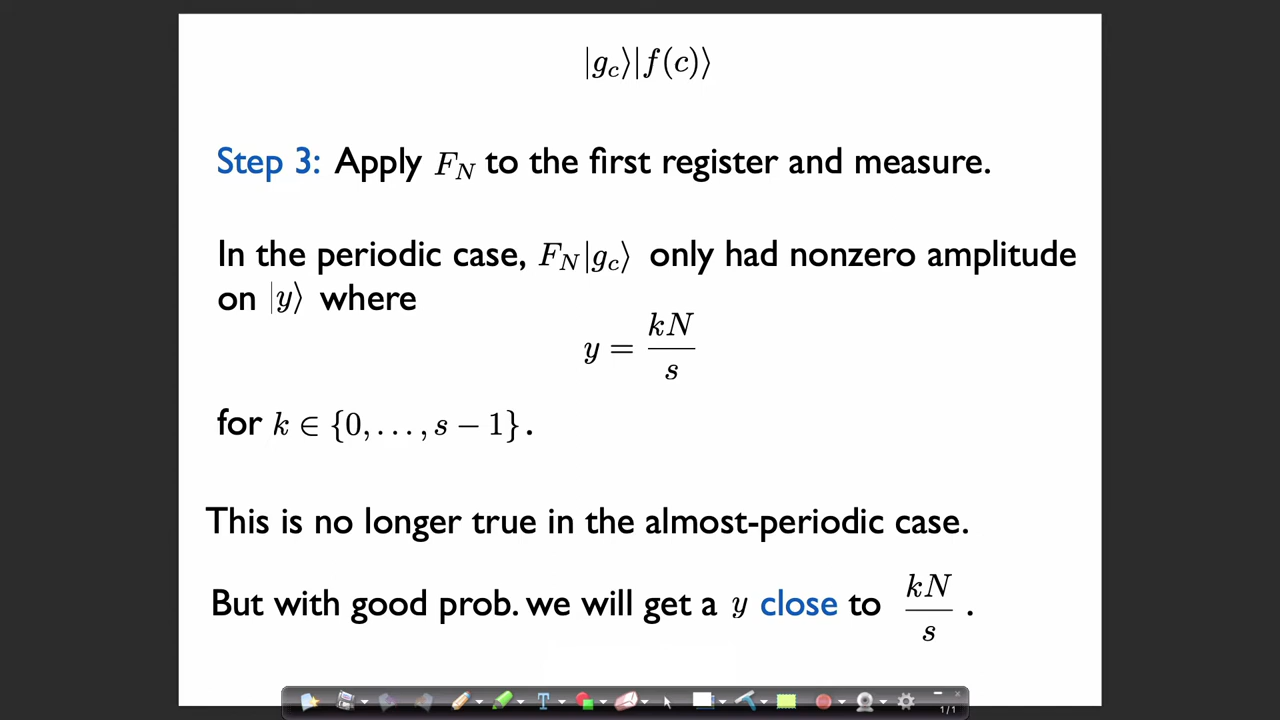 |g_c⟩|f(c)⟩
Step 3: Apply F_N to the first register and measure.
In the periodic case, F_N|g_c⟩ only had nonzero amplitude
on |y⟩ where
y = kN/s
for k ∈ {0, . . . , s − 1}.
This is no longer true in the almost-periodic case.
But with good prob. we will get a y close to kN/s .
1/1